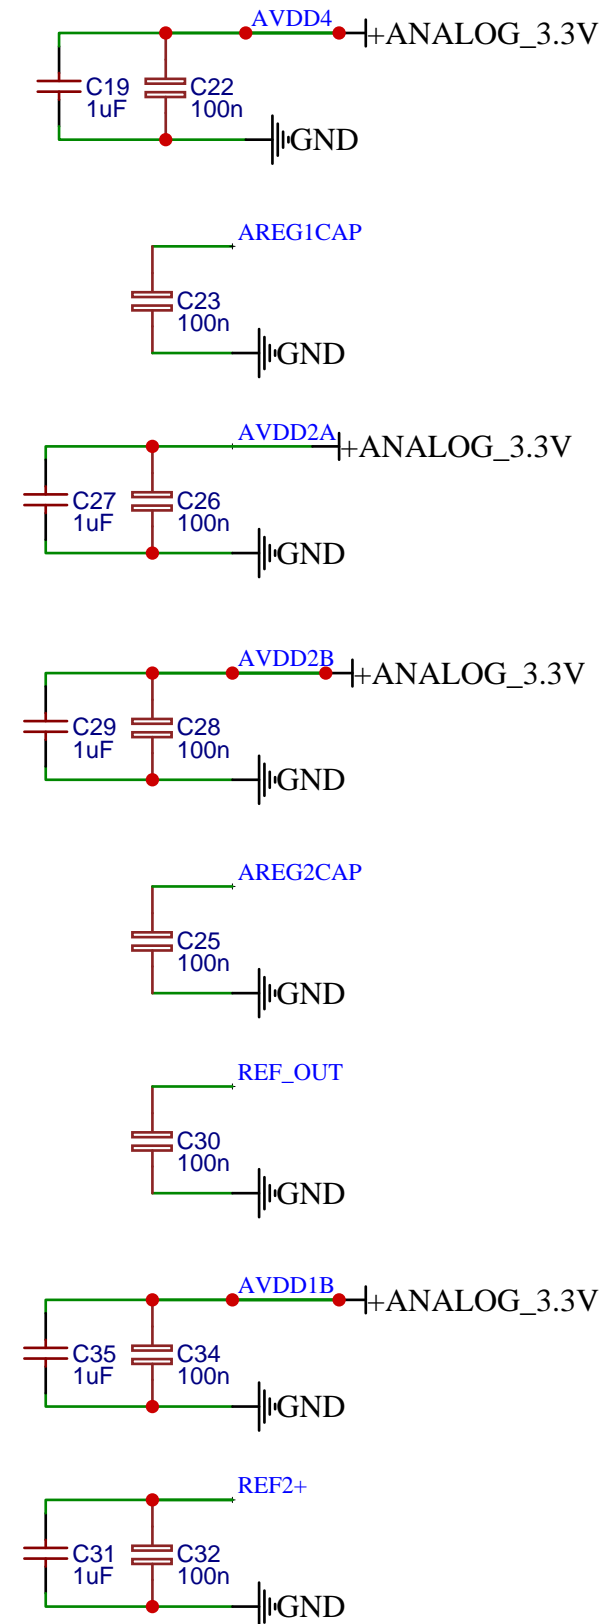 AVDD4
+ANALOG_3.3V
C19
1uF
C22
100n
GND
AREG1CAP
C23
100n
GND
AVDD2A
+ANALOG_3.3V
C27
1uF
C26
100n
GND
AVDD2B
+ANALOG_3.3V
C29
1uF
C28
100n
GND
AREG2CAP
C25
100n
GND
REF_OUT
C30
100n
GND
AVDD1B
+ANALOG_3.3V
C35
1uF
C34
100n
GND
REF2+
C31
1uF
C32
100n
GND